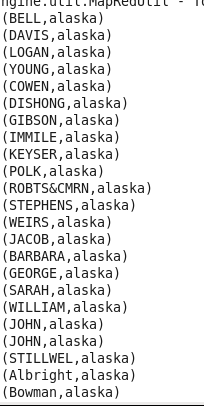 ngine.util.MapRedUtil - To
(BELL,alaska)
(DAVIS,alaska)
(LOGAN,alaska)
(YOUNG,alaska)
(COWEN,alaska)
(DISHONG,alaska)
(GIBSON,alaska)
(IMMILE,alaska)
(KEYSER,alaska)
(POLK,alaska)
(ROBTS&CMRN,alaska)
(STEPHENS,alaska)
(WEIRS,alaska)
(JACOB,alaska)
(BARBARA,alaska)
(GEORGE,alaska)
(SARAH,alaska)
(WILLIAM,alaska)
(JOHN,alaska)
(JOHN,alaska)
(STILLWEL,alaska)
(Albright,alaska)
(Bowman,alaska)